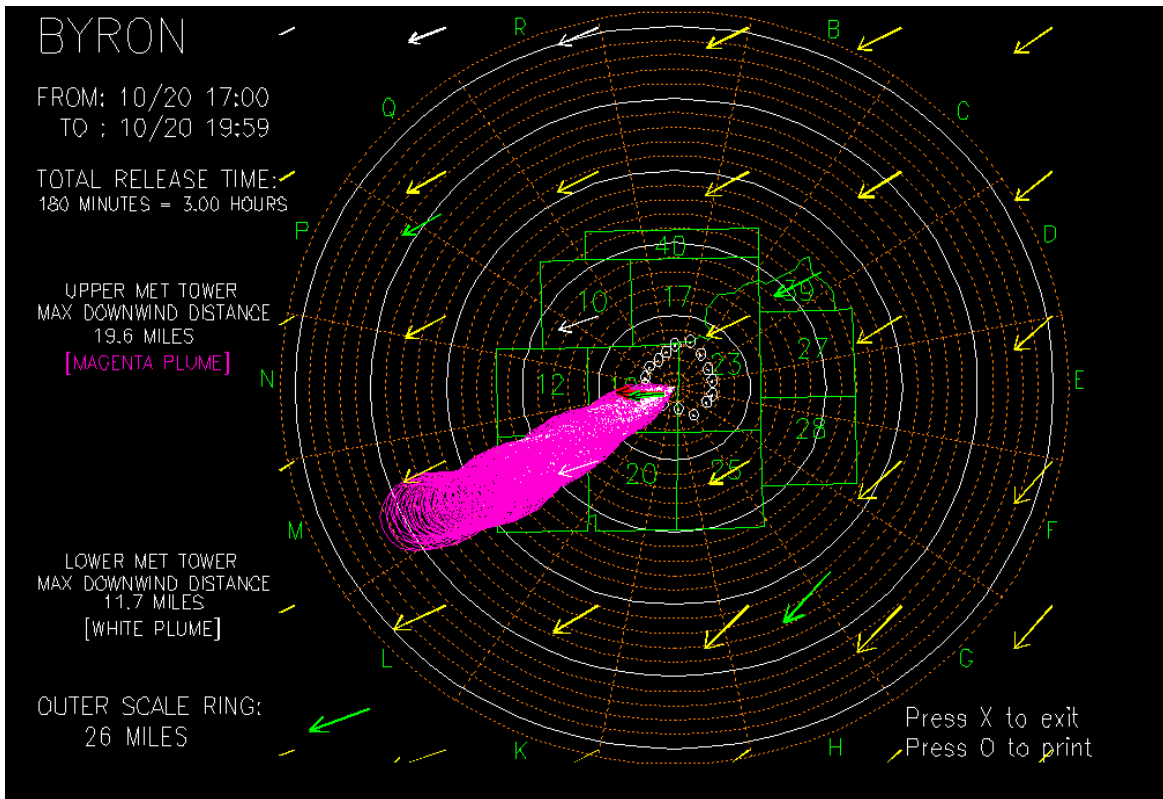 BYRON
FROM: 10/20 17:00
TO : 10/20 19:59
TOTAL RELEASE TIME:
180 MINUTES = 3.00 HOURS
UPPER MET TOWER
MAX DOWNWIND DISTANCE
19.6 MILES
[MAGENTA PLUME]
LOWER MET TOWER
MAX DOWNWIND DISTANCE
11.7 MILES
[WHITE PLUME]
OUTER SCALE RING:
26 MILES
R
B
Q
C
P
D
N
E
M
F
L
G
K
H
40
10
17
39
12
23
27
28
20
25
Press X to exit
Press O to print